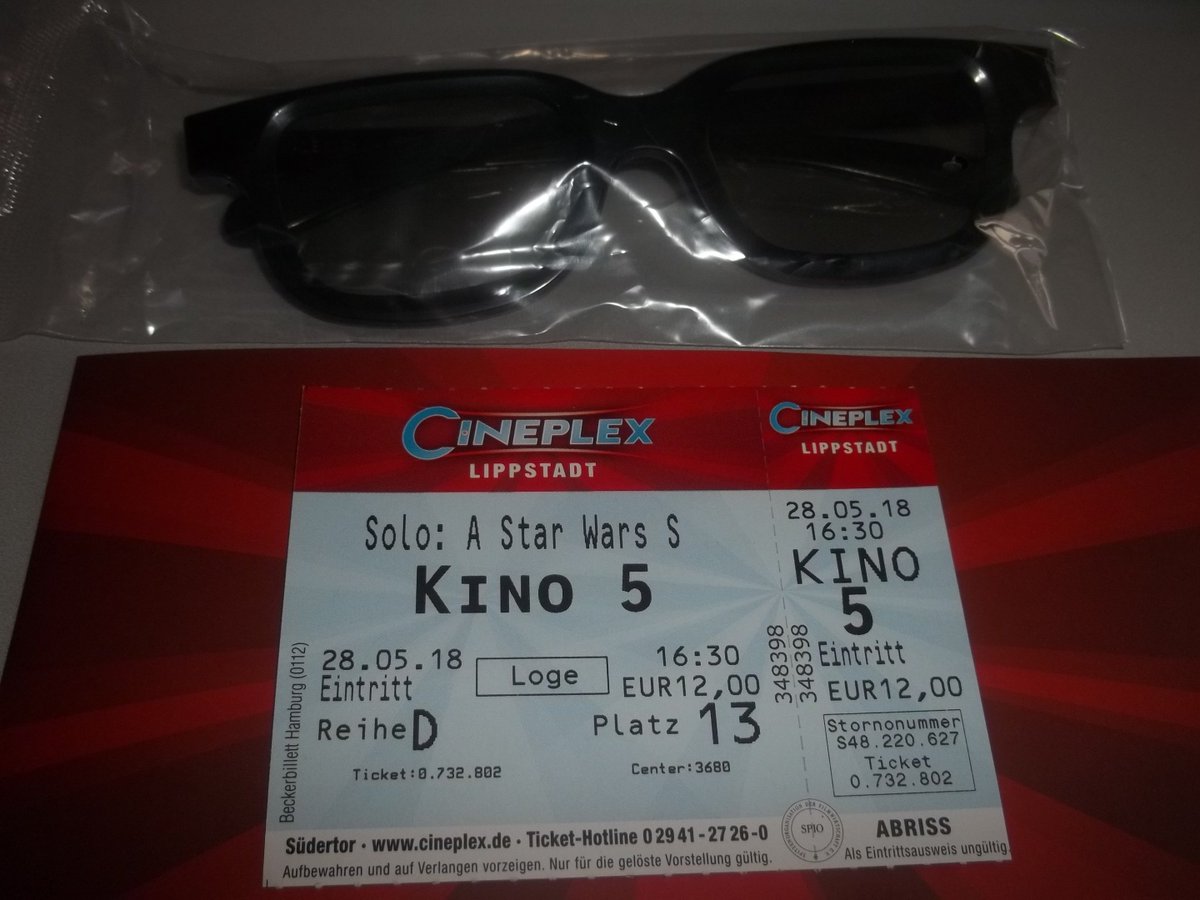 CINEPLEX
LIPPSTADT
Solo: A Star Wars S
KINO 5
28.05.18
Eintritt
Loge
16:30
EUR12,00
Reihe D
Platz 13
Ticket:0.732.802
Center:3680
Beckerbillett Hamburg (0112)
348398
Südertor · www.cineplex.de · Ticket-Hotline 0 29 41 - 27 26 -0
Aufbewahren und auf Verlangen vorzeigen. Nur für die gelöste Vorstellung gültig.
CINEPLEX
LIPPSTADT
28.05.18
16:30
KINO
5
348398
Eintritt
EUR12,00
Stornonummer
S48.220.627
Ticket
0.732.802
SPIO
ABRISS
Als Eintrittsausweis ungültig.